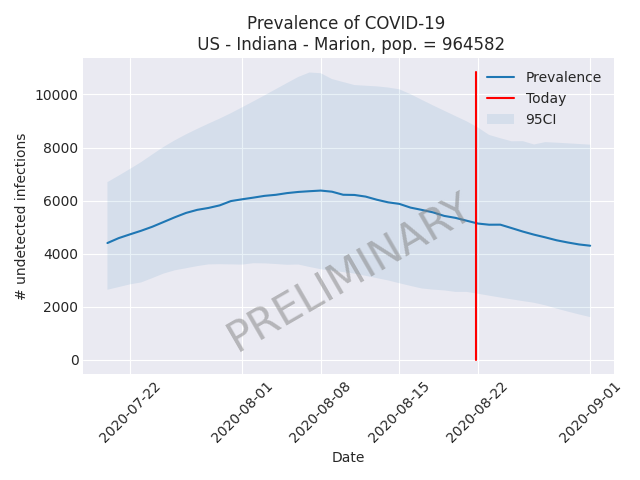 Prevalence of COVID-19
US - Indiana - Marion, pop. = 964582
# undetected infections
10000
8000
6000
4000
2000
0
Prevalence
Today
95CI
PRELIMINARY
2020-07-22
2020-08-01
2020-08-08
2020-08-15
2020-08-22
2020-09-01
Date